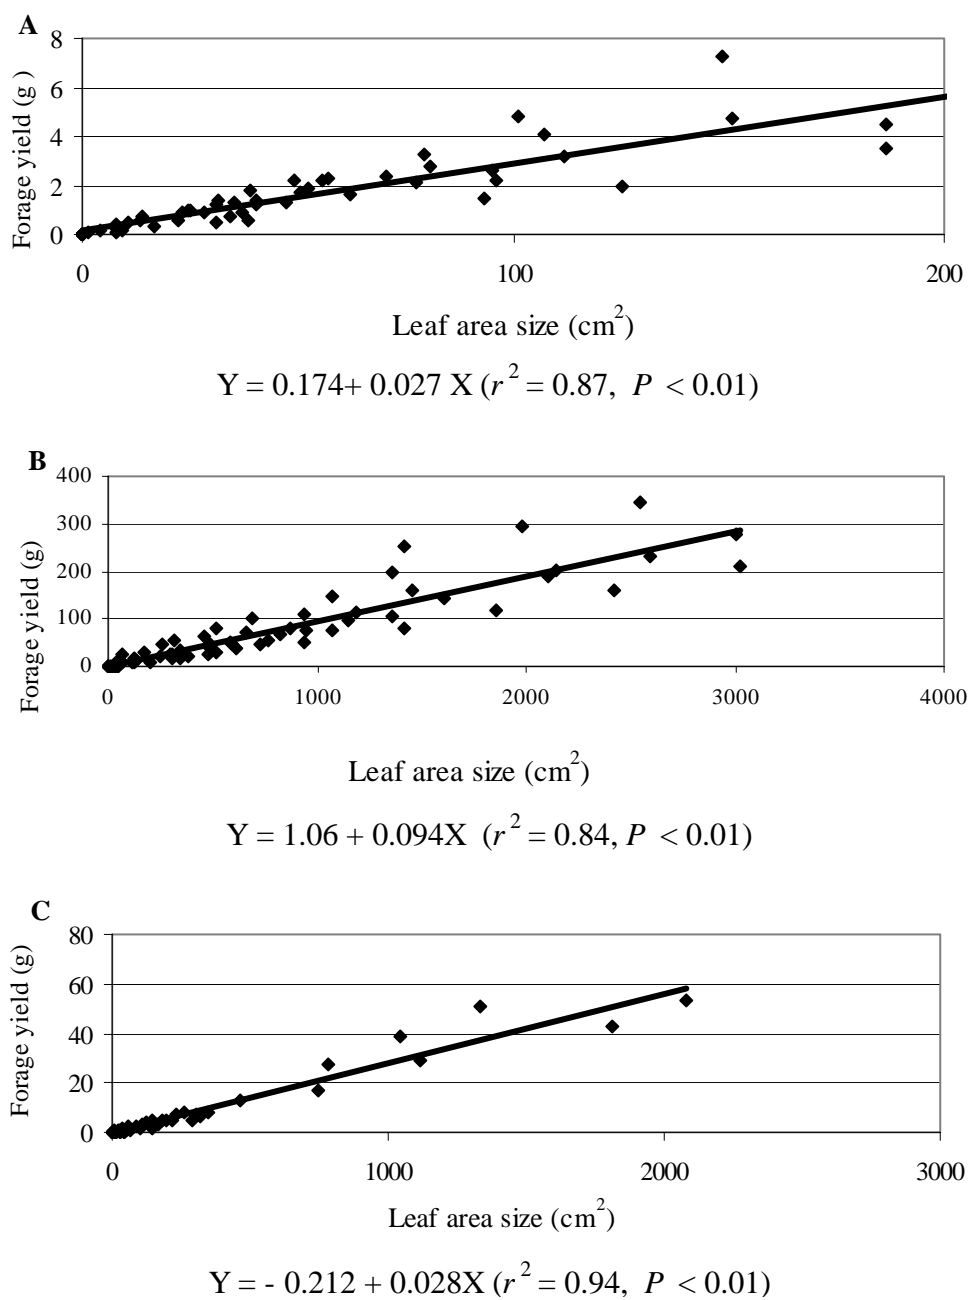 A
8
6
4
2
0
Forage yield (g )
0 100 200
Leaf area size (cm²)
Y = 0.174+ 0.027 X (r² = 0.87, P < 0.01)
B
400
300
200
100
0
Forage yield (g)
0 1000 2000 3000 4000
Leaf area size (cm²)
Y = 1.06 + 0.094X (r² = 0.84, P < 0.01)
C
80
60
40
20
0
Forage yield (g)
0 1000 2000 3000
Leaf area size (cm²)
Y = - 0.212 + 0.028X (r² = 0.94, P < 0.01)